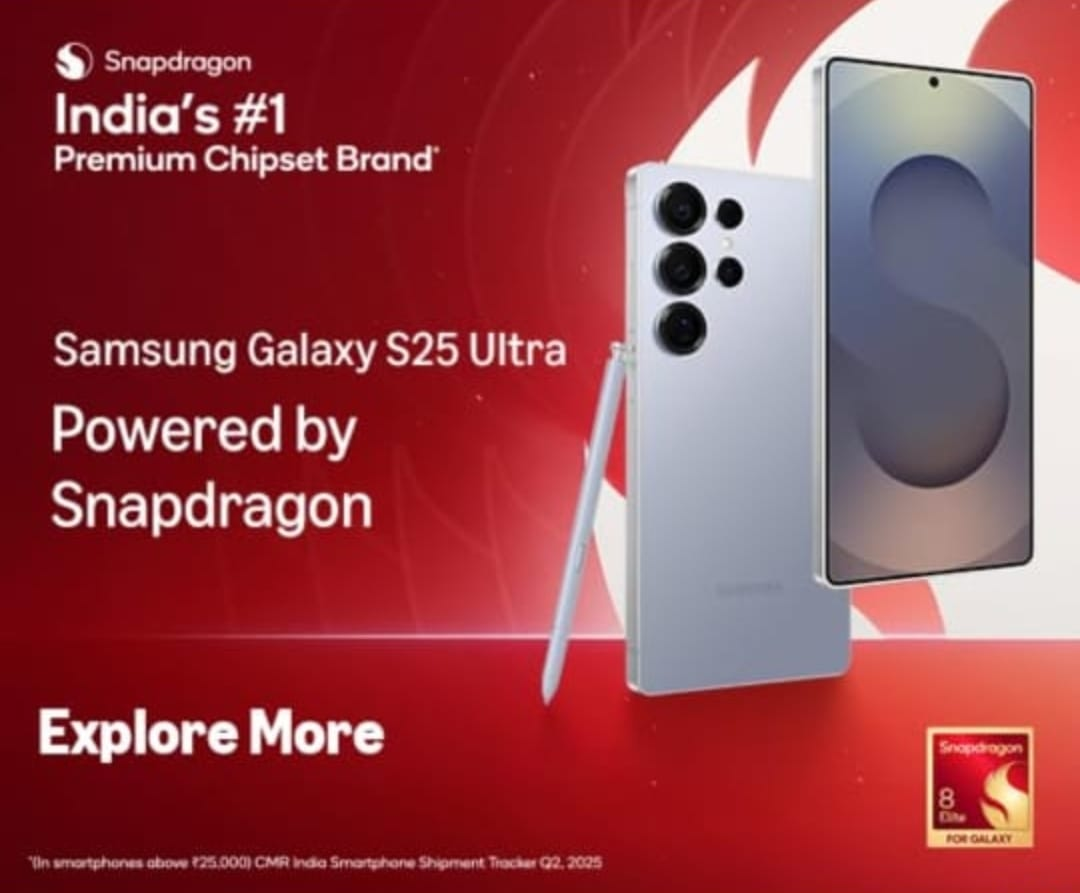 Snapdragon
India's #1
Premium Chipset Brand*
Samsung Galaxy S25 Ultra
Powered by
Snapdragon
Explore More
Snapdragon
8
Elite
FOR GALAXY
*(In smartphones above ₹25,000) CMR India Smartphone Shipment Tracker Q2, 2025